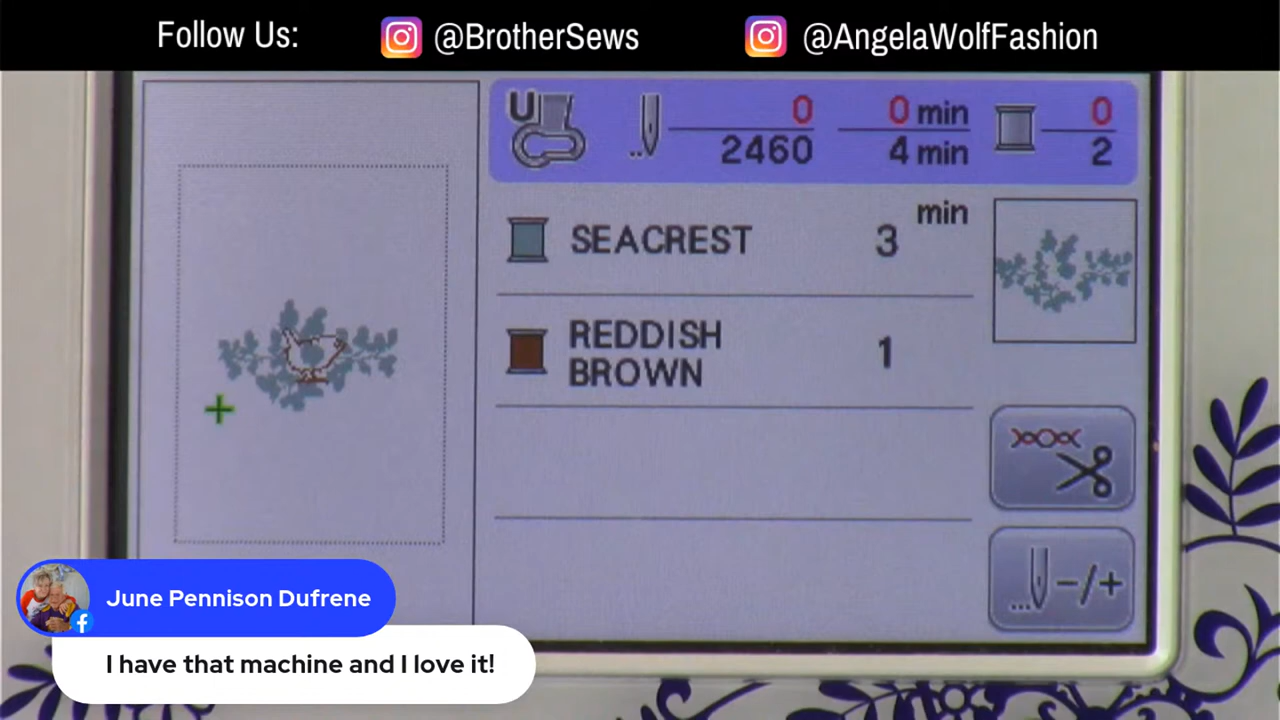 Follow Us: @BrotherSews @AngelaWolfFashion
U 0 0 min 0
2460 4 min 2
min
SEACREST 3
REDDISH
BROWN 1
-/+
June Pennison Dufrene
I have that machine and I love it!